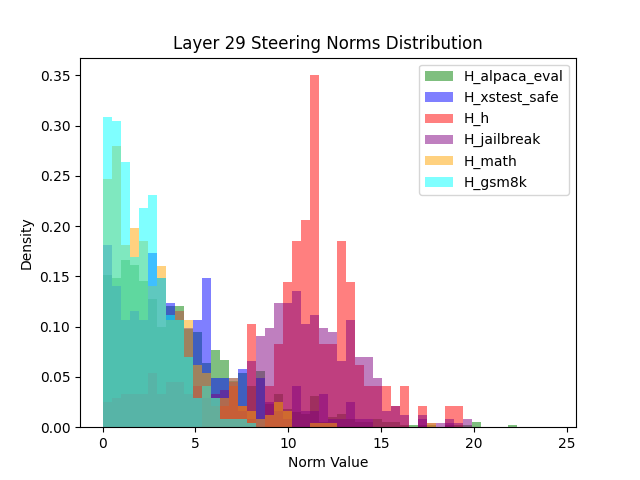 Layer 29 Steering Norms Distribution
H_alpaca_eval
H_xstest_safe
H_h
H_jailbreak
H_math
H_gsm8k
0.35
0.30
0.25
0.20
0.15
0.10
0.05
0.00
Density
0 5 10 15 20 25
Norm Value